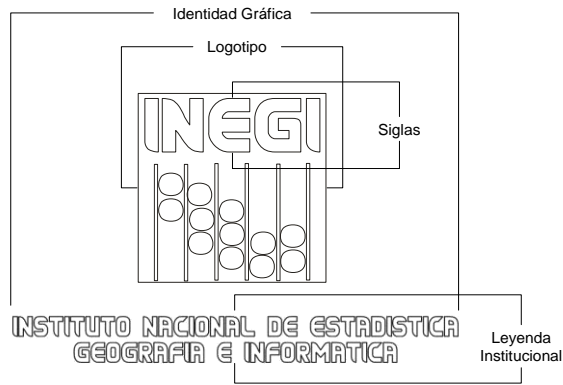 Identidad Gráfica
Logotipo
INEGI
Siglas
INSTITUTO NACIONAL DE ESTADISTICA
GEOGRAFIA E INFORMATICA
Leyenda
Institucional